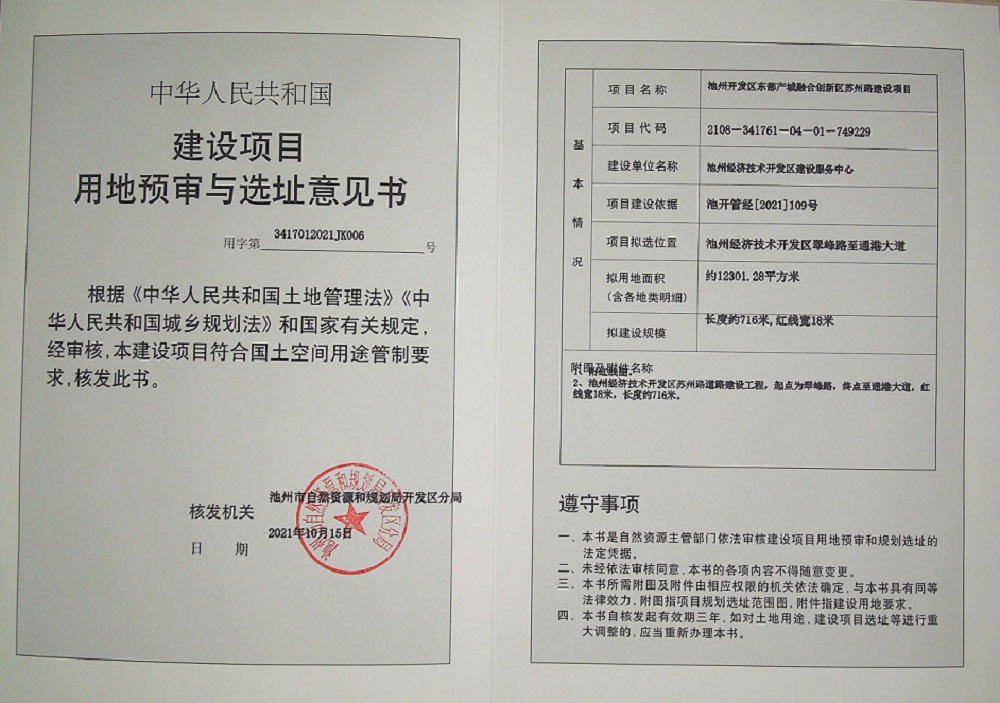 中华人民共和国
建设项目
用地预审与选址意见书
用字第 341701202​1JK006 号
根据《中华人民共和国土地管理法》《中
华人民共和国城乡规划法》和国家有关规定,
经审核,本建设项目符合国土空间用途管制要
求,核发此书。
核发机关 池州市自然资源和规划局开发区分局
日 期 2021年10月15日
池州市自然资源和规划局开发区分局
基本情况
项目名称 池州开发区东部产城融合创新区苏州路建设项目
项目代码 2108-341761-04-01-749229
建设单位名称 池州经济技术开发区建设服务中心
项目建设依据 池开管经[2021]109号
项目拟选位置 池州经济技术开发区翠峰路至通港大道
拟用地面积 约12301.28平方米
(含各地类明细)
拟建设规模 长度约716米,红线宽18米
附图及附件名称
1、附红线图。
2、池州经济技术开发区苏州路道路建设工程,起点为翠峰路,终点至通港大道,红
线宽18米,长度约716米。
遵守事项
一、本书是自然资源主管部门依法审核建设项目用地预审和规划选址的
法定凭据。
二、未经依法审核同意,本书的各项内容不得随意变更。
三、本书所需附图及附件由相应权限的机关依法确定,与本书具有同等
法律效力,附图指项目规划选址范围图,附件指建设用地要求。
四、本书自核发起有效期三年,如对土地用途、建设项目选址等进行重
大调整的,应当重新办理本书。